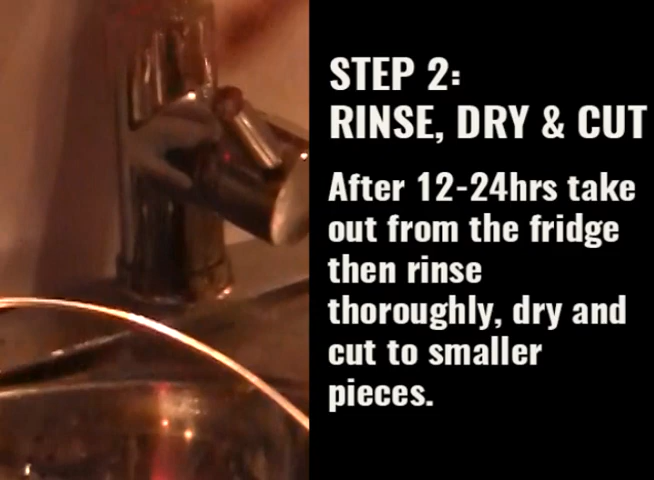 STEP 2:
RINSE, DRY & CUT
After 12-24hrs take
out from the fridge
then rinse
thoroughly, dry and
cut to smaller
pieces.